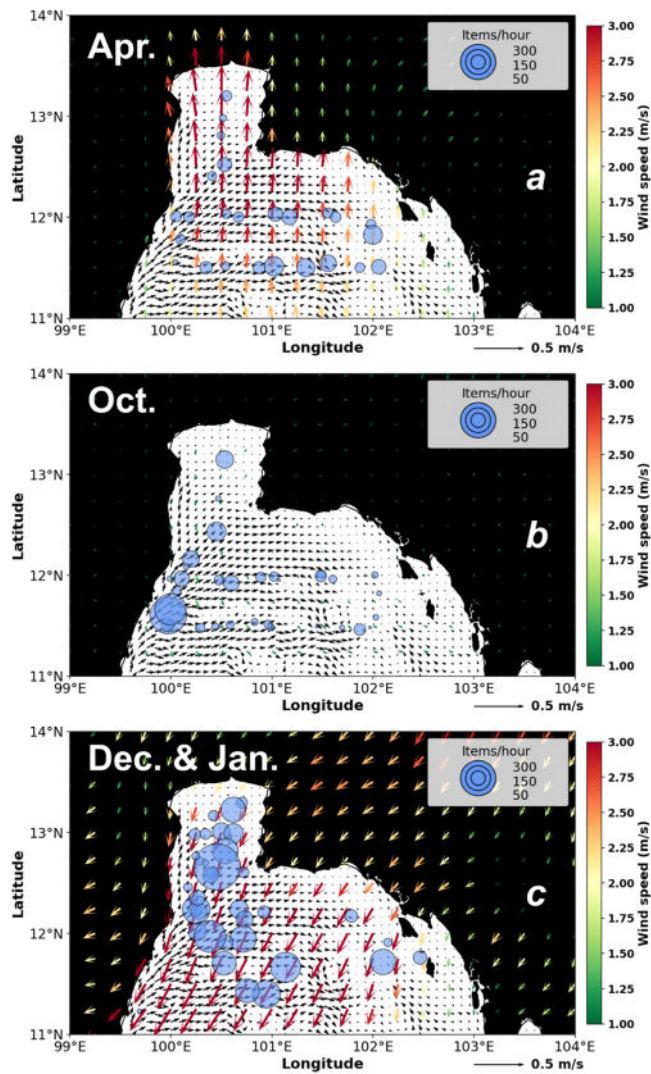 Apr.
Items/hour
300
150
50
a
14°N
13°N
12°N
11°N
Latitude
99°E 100°E 101°E 102°E 103°E 104°E
Longitude
0.5 m/s
3.00
2.75
2.50
2.25
2.00
1.75
1.50
1.25
1.00
Wind speed (m/s)
Oct.
Items/hour
300
150
50
b
14°N
13°N
12°N
11°N
Latitude
99°E 100°E 101°E 102°E 103°E 104°E
Longitude
0.5 m/s
3.00
2.75
2.50
2.25
2.00
1.75
1.50
1.25
1.00
Wind speed (m/s)
Dec. & Jan.
Items/hour
300
150
50
c
14°N
13°N
12°N
11°N
Latitude
99°E 100°E 101°E 102°E 103°E 104°E
Longitude
0.5 m/s
3.00
2.75
2.50
2.25
2.00
1.75
1.50
1.25
1.00
Wind speed (m/s)